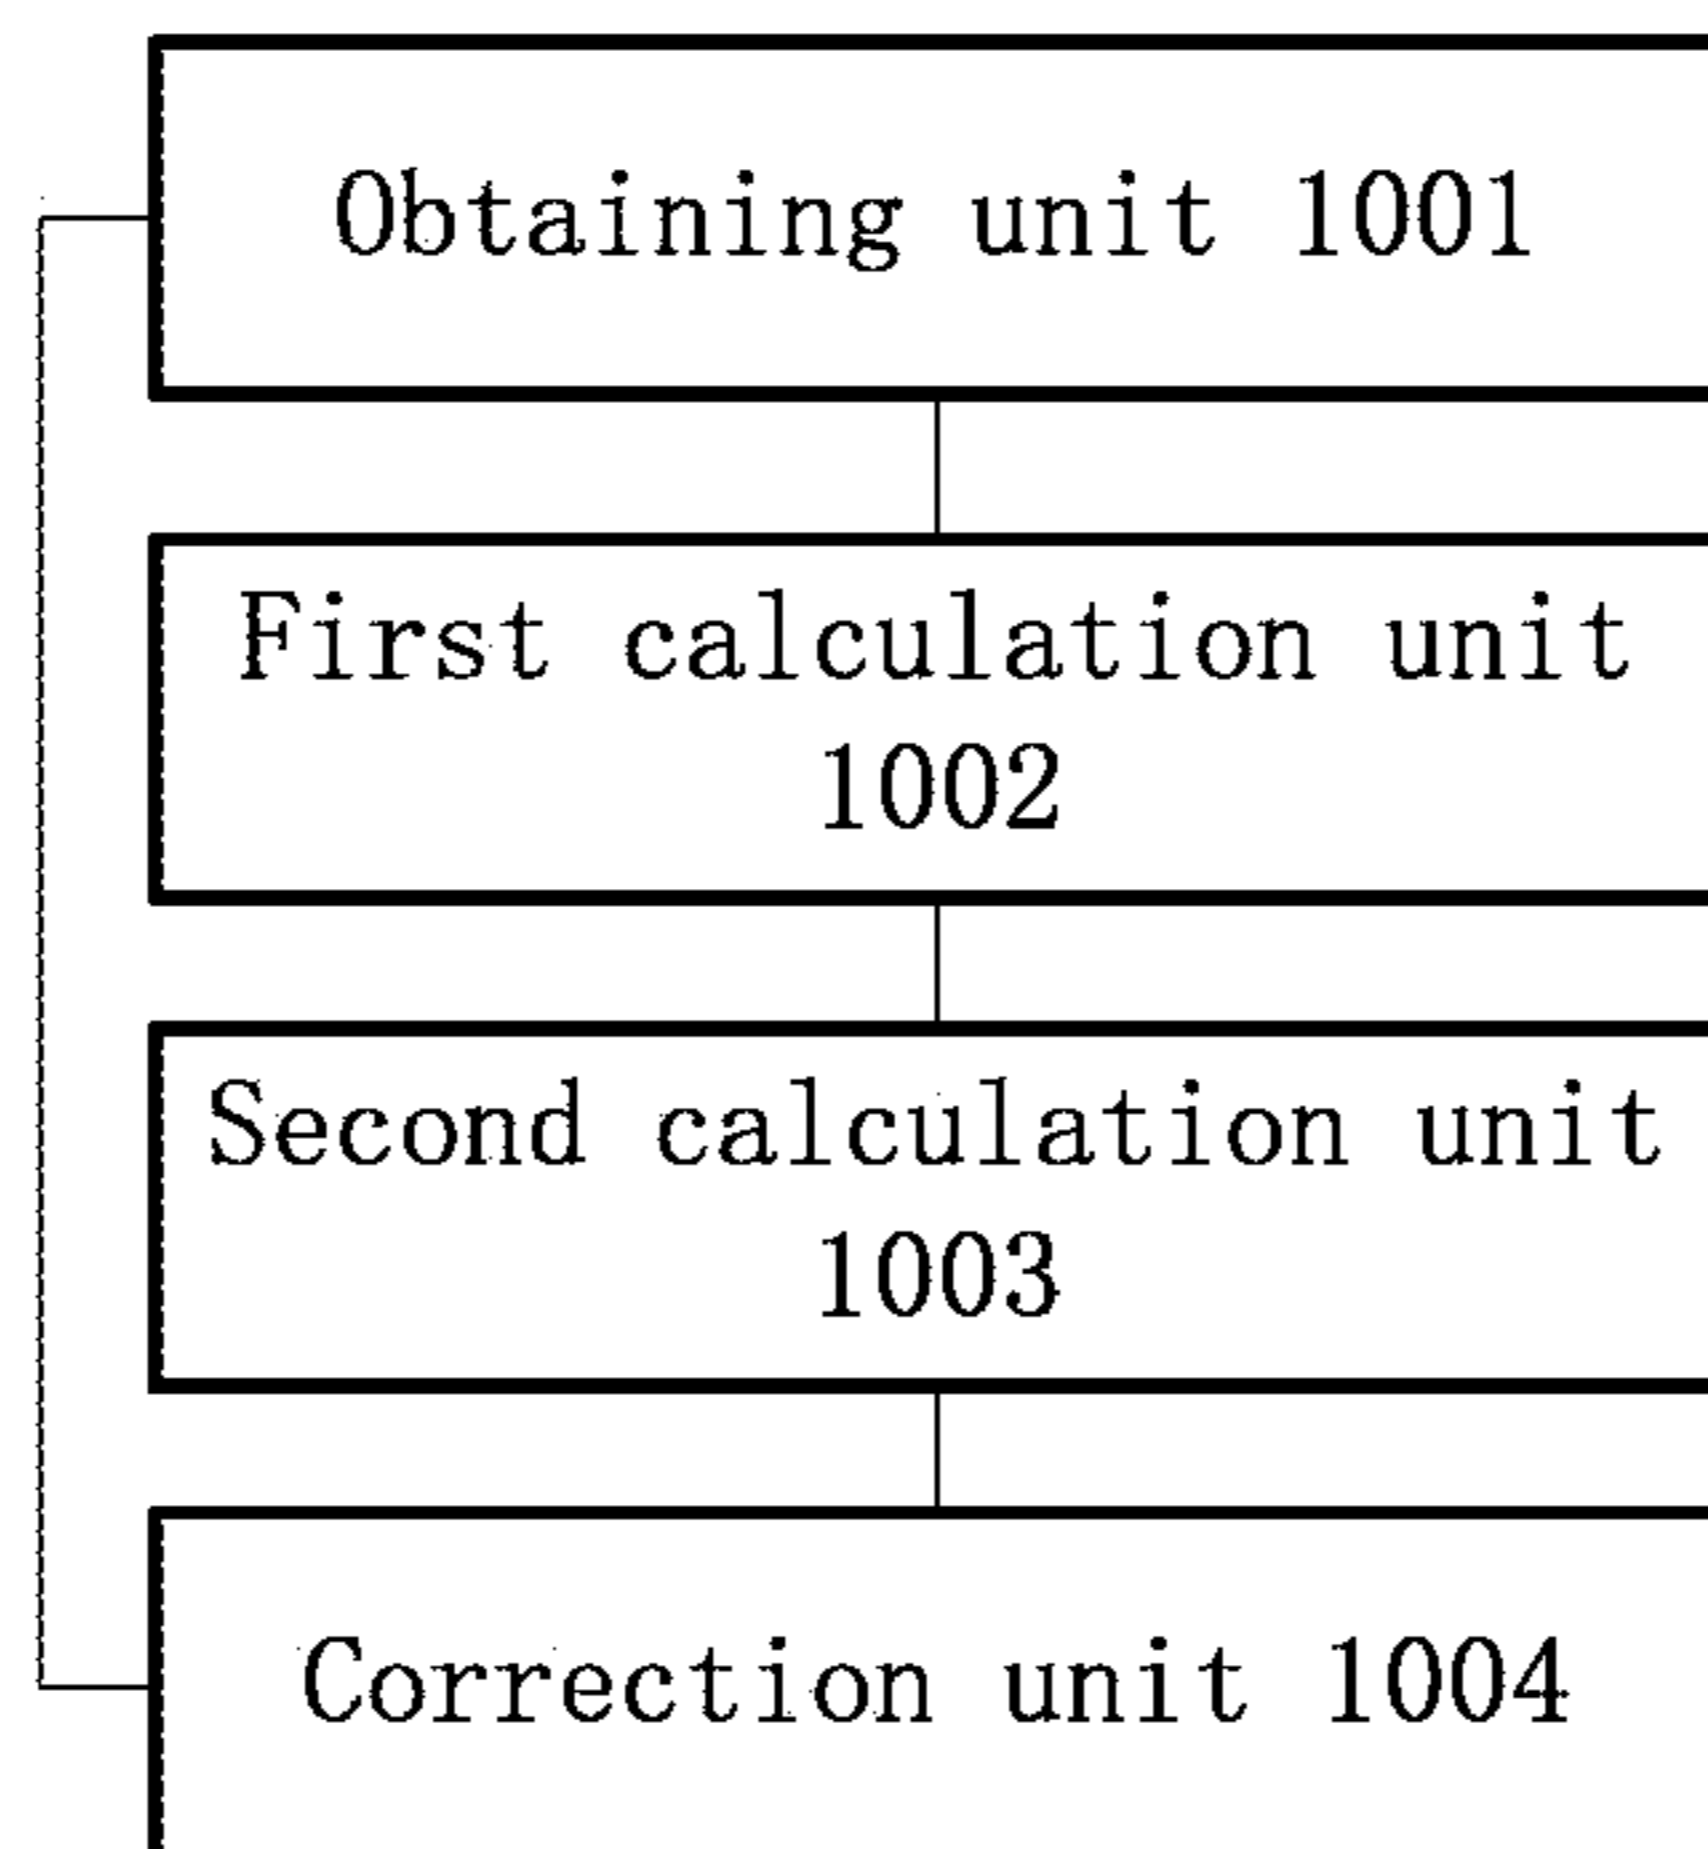 Obtaining unit 1001
First calculation unit
1002
Second calculation unit
1003
Correction unit 1004